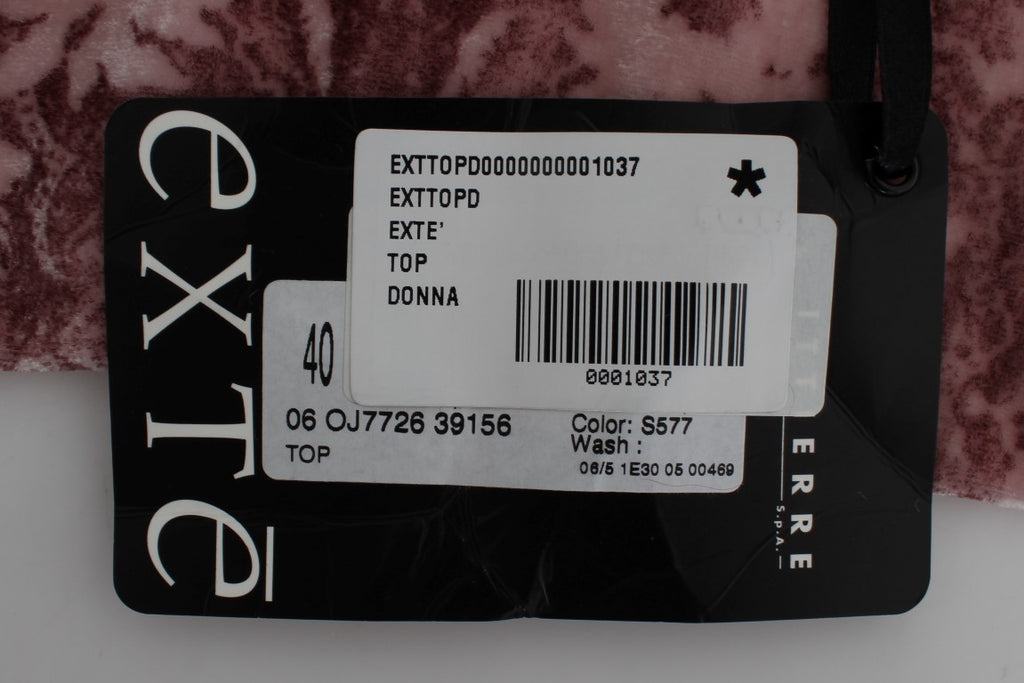 extē
EXTTOPD0000000001037
*
EXTTOPD
EXTE'
TOP
DONNA
0001037
40
06 OJ7726 39156
Color: S577
TOP
Wash :
06/5 1E30 05 00469
ERRE
S.p.A.